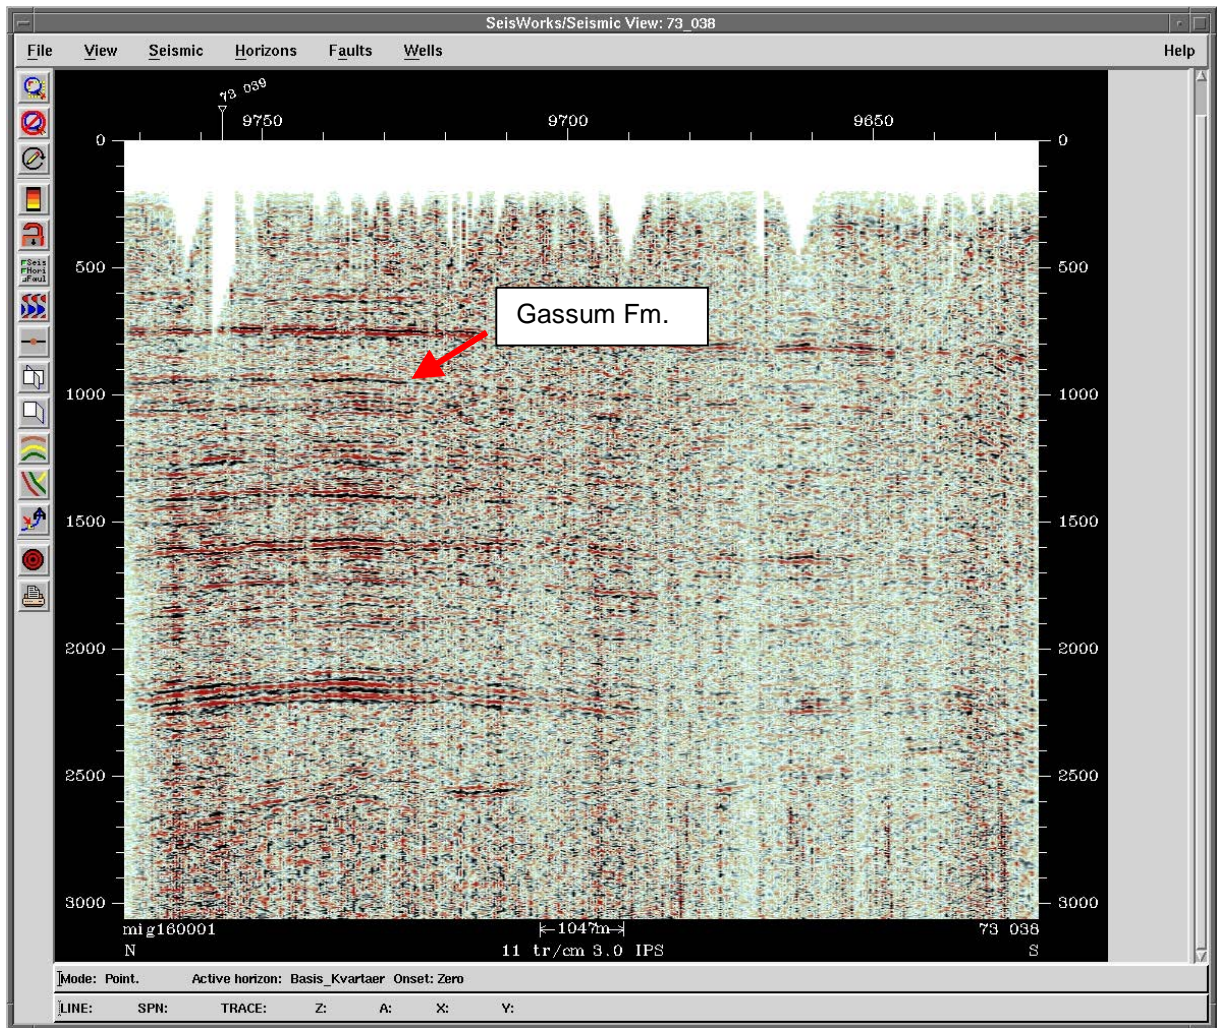 SeisWorks/Seismic View: 73_038
File View Seismic Horizons Faults Wells Help
73 039
9750 9700 9650
0 0
500 500
Gassum Fm.
1000 1000
1500 1500
2000 2000
2500 2500
3000 3000
mig160001 1047m 73 038
N 11 tr/cm 3.0 IPS S
Mode: Point. Active horizon: Basis_Kvartaer Onset: Zero
LINE: SPN: TRACE: Z: A: X: Y: